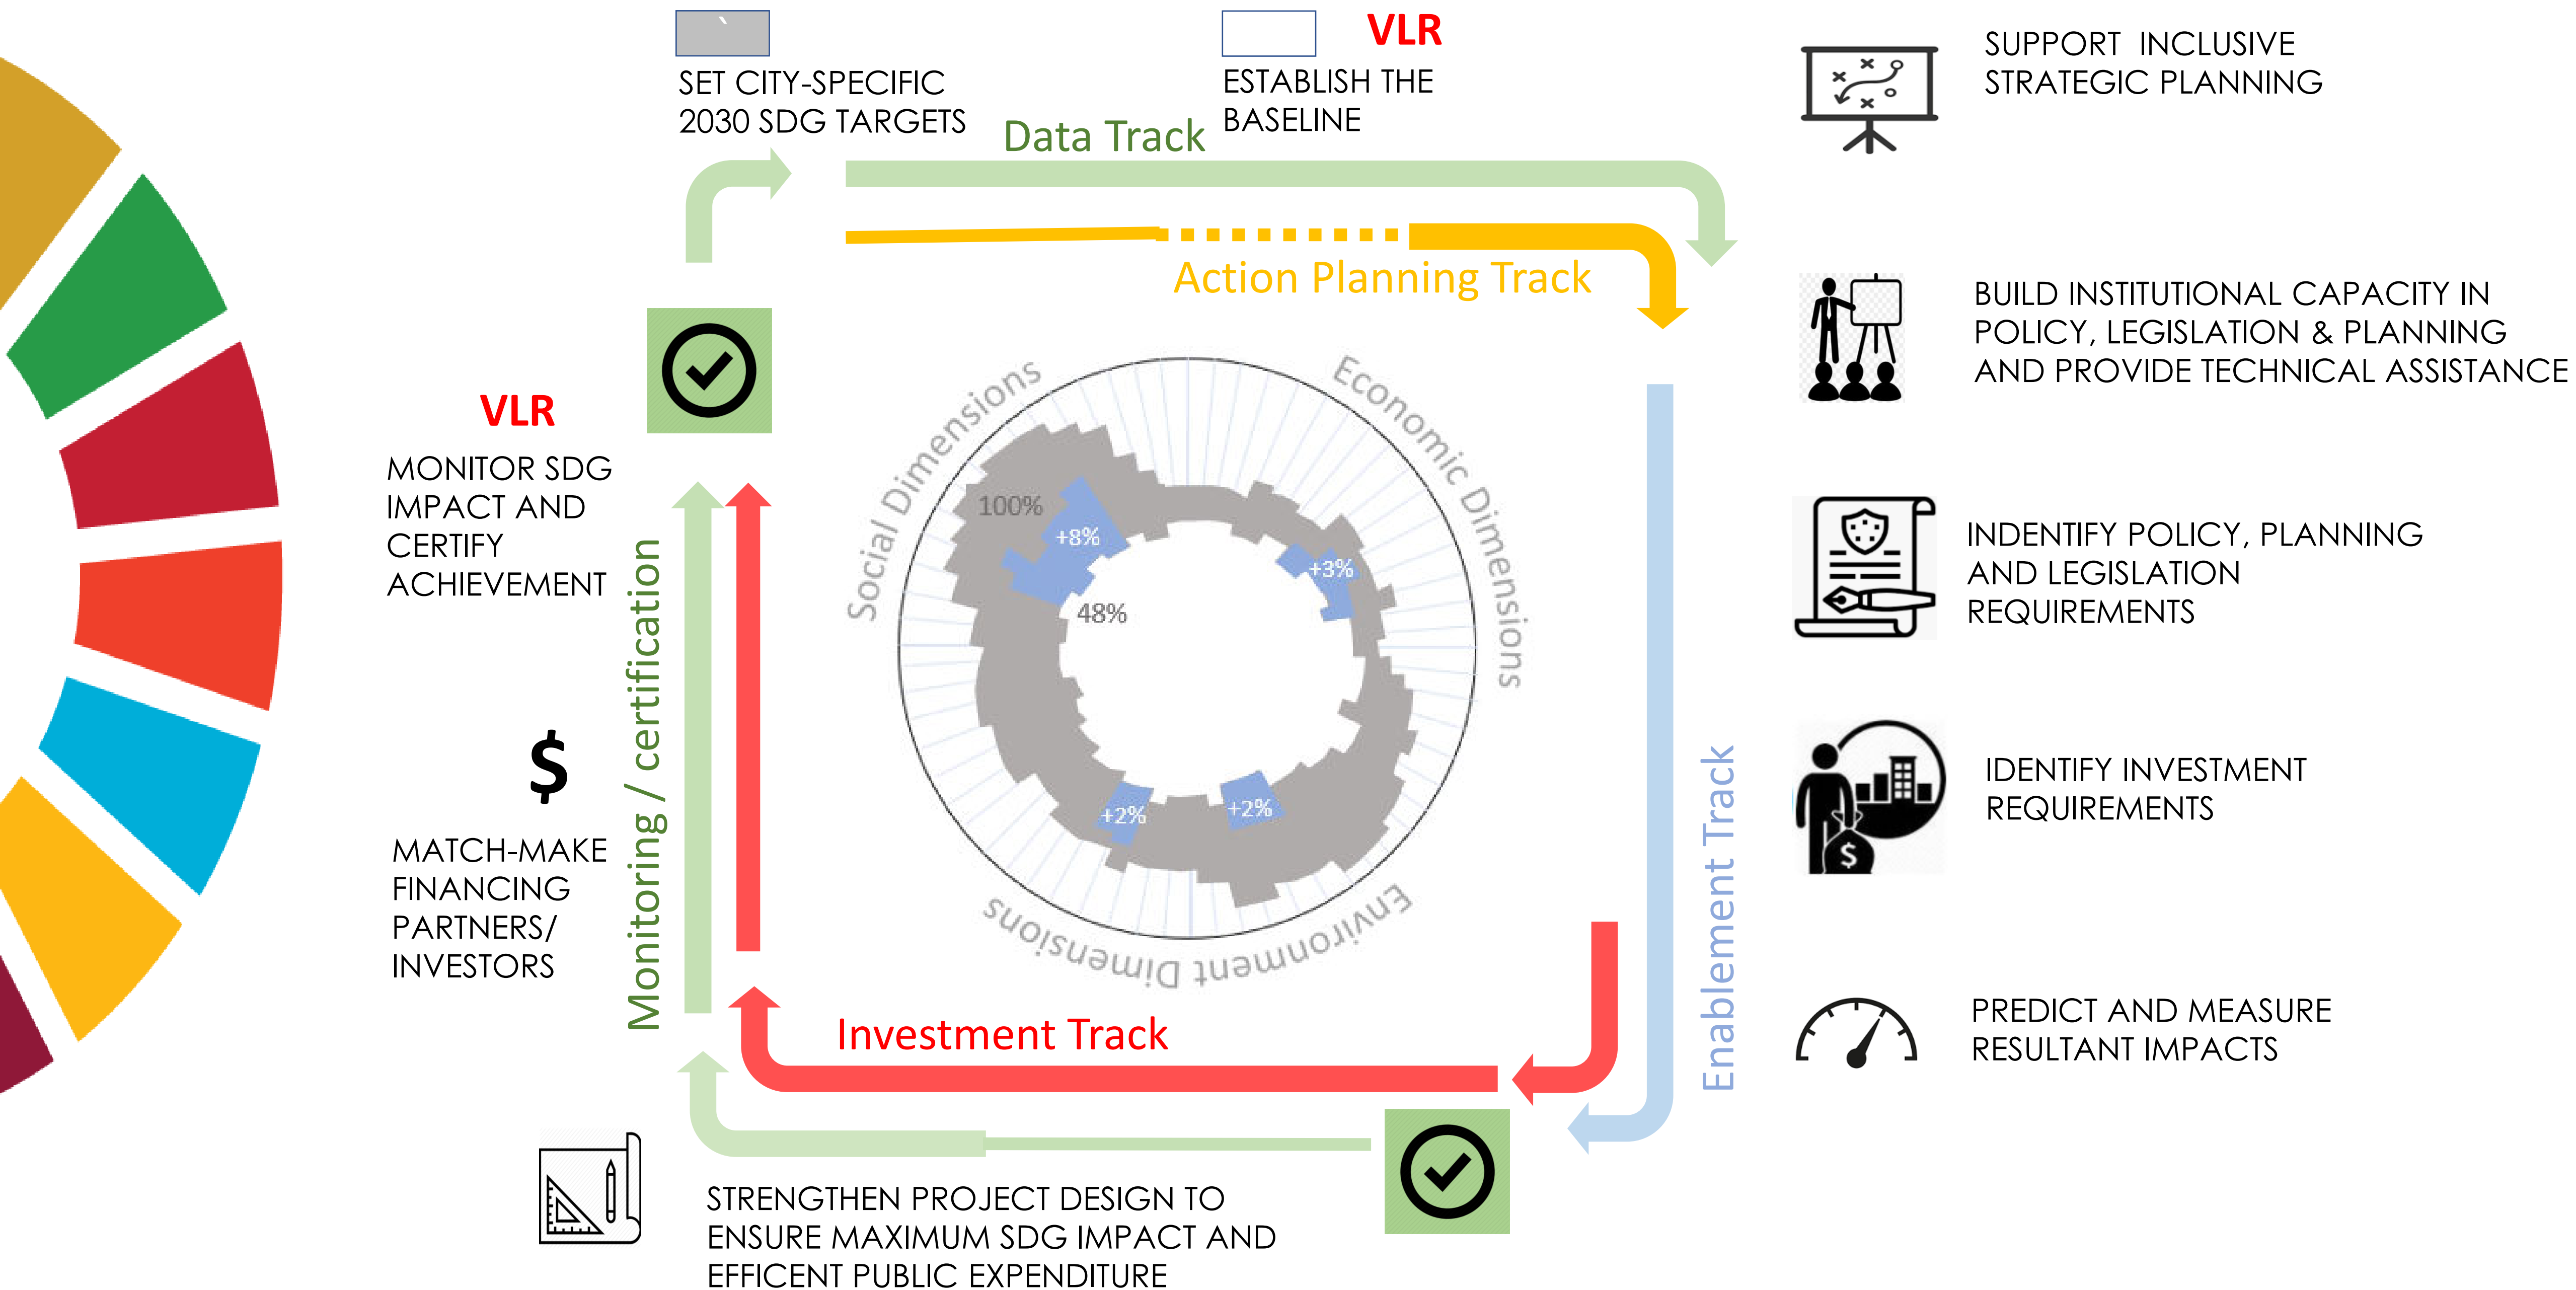 `
SET CITY-SPECIFIC
2030 SDG TARGETS
VLR
ESTABLISH THE
BASELINE
Data Track
Action Planning Track
SUPPORT INCLUSIVE
STRATEGIC PLANNING
BUILD INSTITUTIONAL CAPACITY IN
POLICY, LEGISLATION & PLANNING
AND PROVIDE TECHNICAL ASSISTANCE
INDENTIFY POLICY, PLANNING
AND LEGISLATION
REQUIREMENTS
IDENTIFY INVESTMENT
REQUIREMENTS
PREDICT AND MEASURE
RESULTANT IMPACTS
Enablement Track
Social Dimensions
Economic Dimensions
Environment Dimensions
100%
+8%
48%
+3%
+2%
+2%
VLR
MONITOR SDG
IMPACT AND
CERTIFY
ACHIEVEMENT
Monitoring / certification
$
MATCH-MAKE
FINANCING
PARTNERS/
INVESTORS
$
Investment Track
STRENGTHEN PROJECT DESIGN TO
ENSURE MAXIMUM SDG IMPACT AND
EFFICENT PUBLIC EXPENDITURE